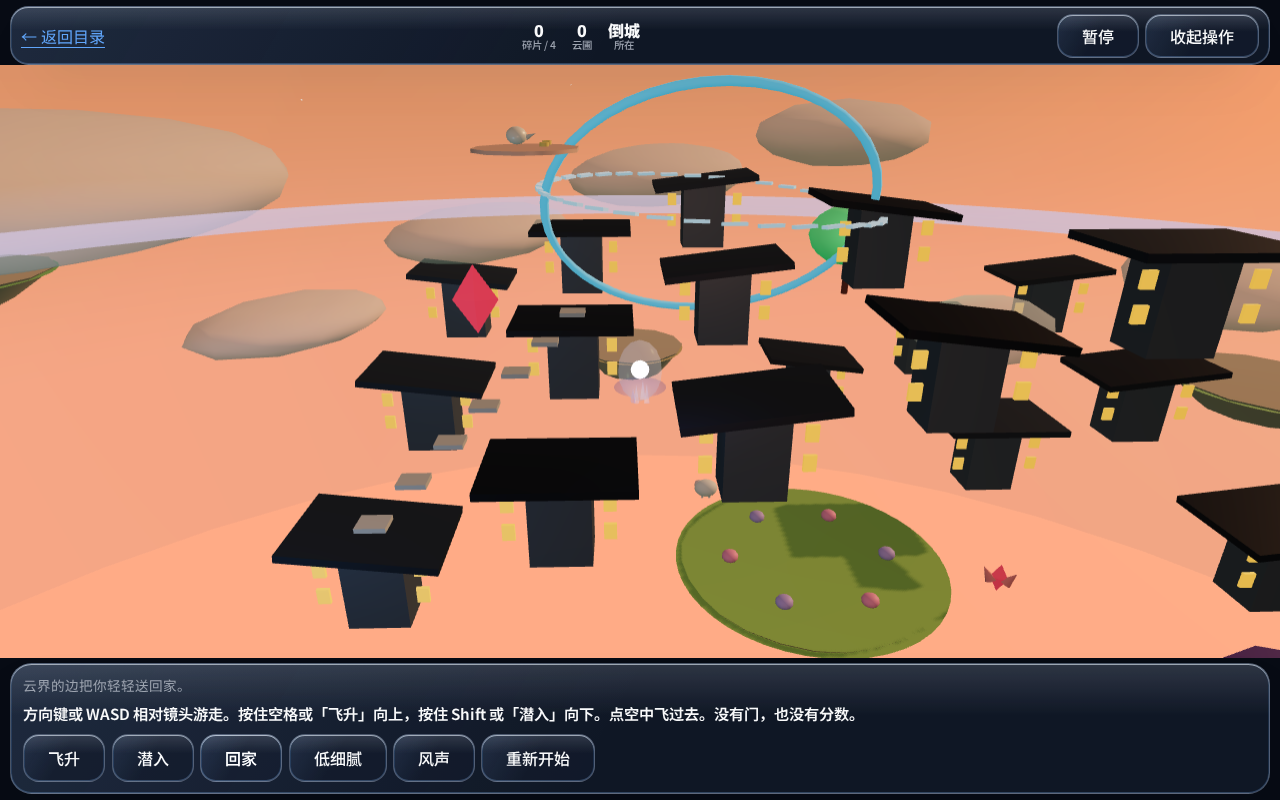 ← 返回目录
0
碎片 / 4
0
云圃
倒城
所在
暂停
收起操作
云界的边把你轻轻送回家。
方向键或 WASD 相对镜头游走。按住空格或「飞升」向上，按住 Shift 或「潜入」向下。点空中飞过去。没有门，也没有分数。
飞升
潜入
回家
低细腻
风声
重新开始